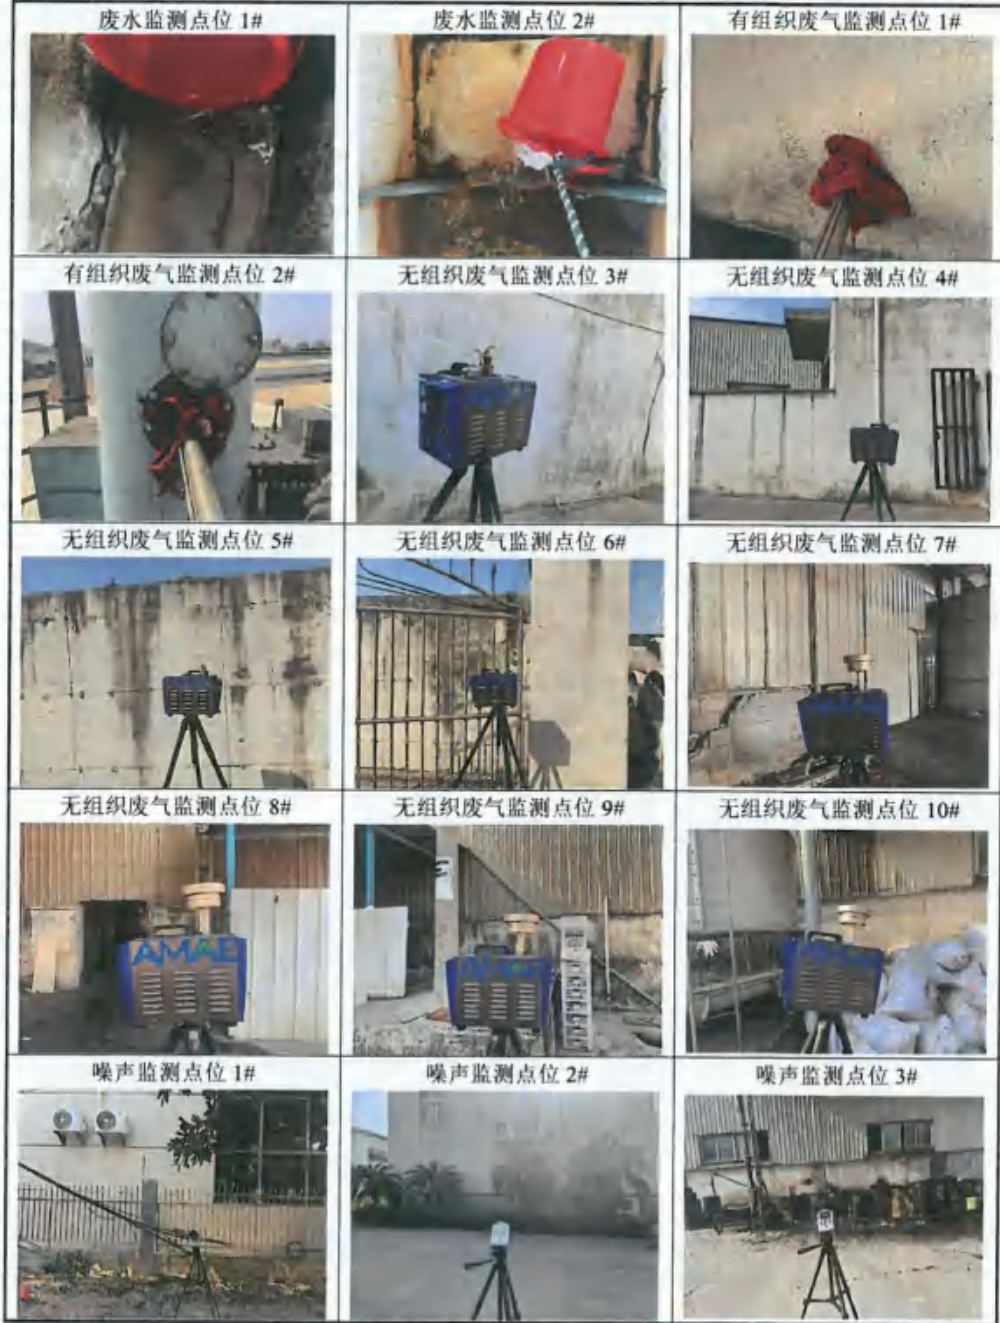 废水监测点位 1#
废水监测点位 2#
有组织废气监测点位 1#
有组织废气监测点位 2#
无组织废气监测点位 3#
无组织废气监测点位 4#
无组织废气监测点位 5#
无组织废气监测点位 6#
无组织废气监测点位 7#
无组织废气监测点位 8#
无组织废气监测点位 9#
无组织废气监测点位 10#
AMAE
噪声监测点位 1#
噪声监测点位 2#
噪声监测点位 3#